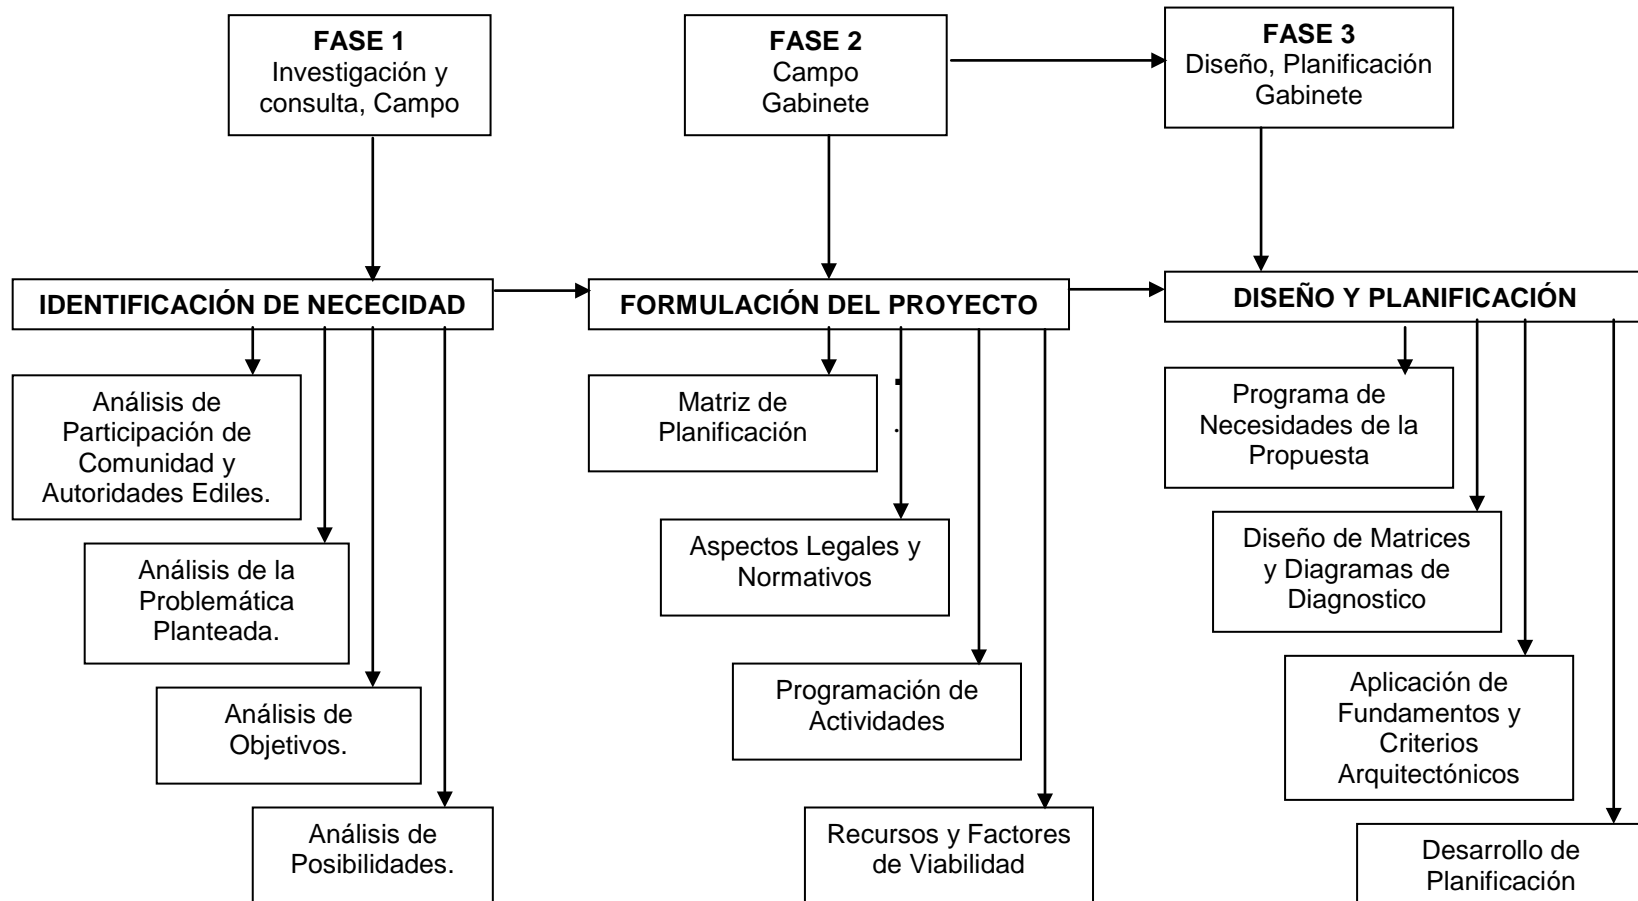 FASE 1
Investigación y
consulta, Campo
FASE 2
Campo
Gabinete
FASE 3
Diseño, Planificación
Gabinete
IDENTIFICACIÓN DE NECECIDAD
FORMULACIÓN DEL PROYECTO
DISEÑO Y PLANIFICACIÓN
Análisis de
Participación de
Comunidad y
Autoridades Ediles.
Análisis de la
Problemática
Planteada.
Análisis de
Objetivos.
Análisis de
Posibilidades.
Matriz de
Planificación
Aspectos Legales y
Normativos
Programación de
Actividades
Recursos y Factores
de Viabilidad
Programa de
Necesidades de la
Propuesta
Diseño de Matrices
y Diagramas de
Diagnostico
Aplicación de
Fundamentos y
Criterios
Arquitectónicos
Desarrollo de
Planificación